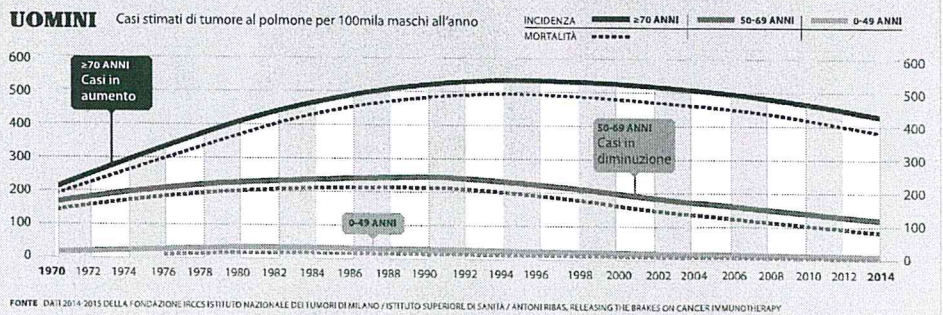 UOMINI Casi stimati di tumore al polmone per 100mila maschi all'anno
INCIDENZA ≥70 ANNI 50-69 ANNI 0-49 ANNI
MORTALITÀ
600 600
≥70 ANNI
Casi in
aumento
500 500
400 400
50-69 ANNI
Casi in
diminuzione
300 300
200 200
0-49 ANNI
100 100
0 0
1970 1972 1974 1976 1978 1980 1982 1984 1986 1988 1990 1992 1994 1996 1998 2000 2002 2004 2006 2008 2010 2012 2014
FONTE DATI 2014-2015 DELLA FONDAZIONE IRCCS ISTITUTO NAZIONALE DEI TUMORI DI MILANO / ISTITUTO SUPERIORE DI SANITÀ / ANTONI RIBAS, RELEASING THE BRAKES ON CANCER IMMUNOTHERAPY